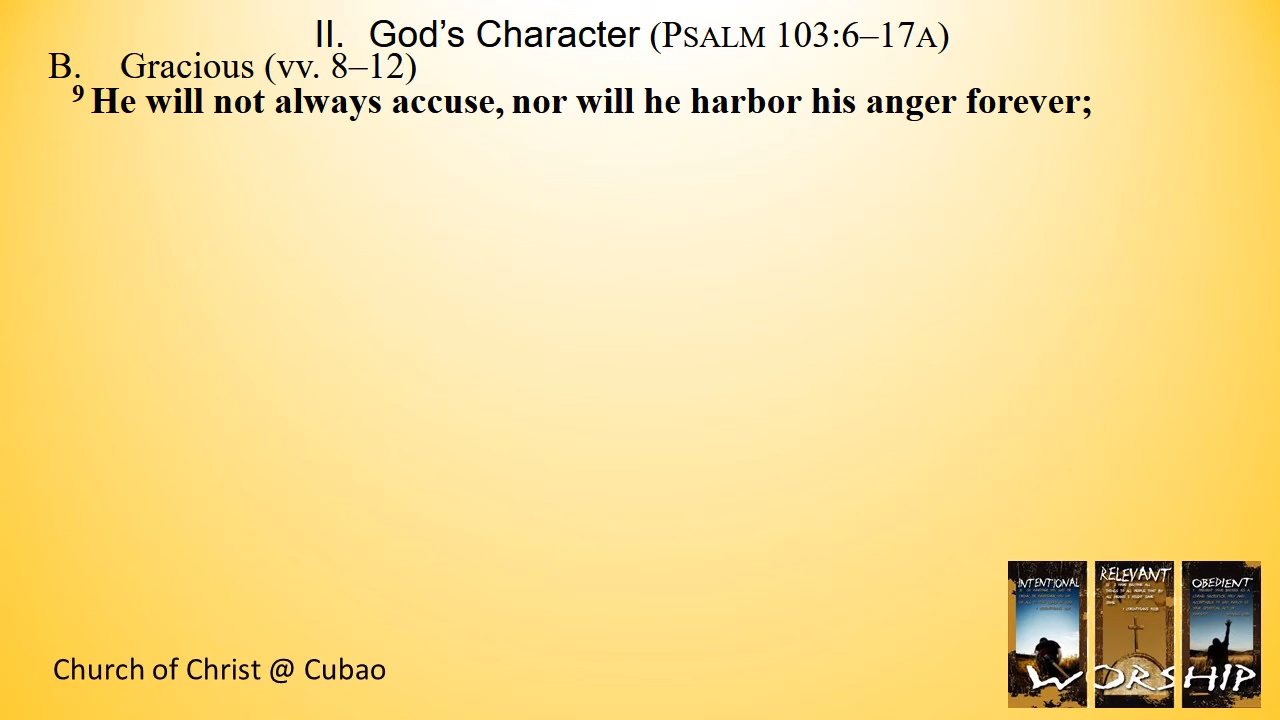 II. God’s Character (PSALM 103:6–17A)
B. Gracious (vv. 8–12)
9 He will not always accuse, nor will he harbor his anger forever;
INTENTIONAL
RELEVANT
OBEDIENT
WORSHIP
Church of Christ @ Cubao